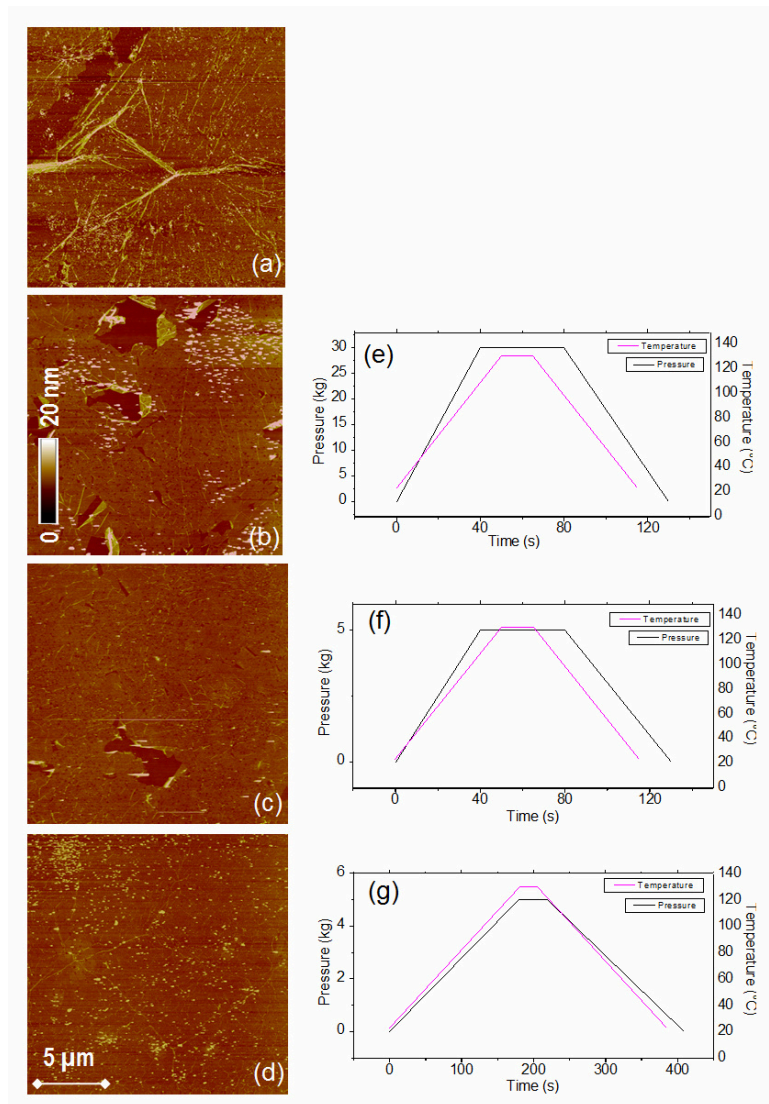 (a)
20 nm
0
(b)
(c)
5 µm
(d)
(e)
Temperature
Pressure
30
25
20
15
10
5
0
Pressure (kg)
140
120
100
80
60
40
20
0
Temperature (°C)
0 40 80 120
Time (s)
(f)
Temperature
Pressure
5
0
Pressure (kg)
140
120
100
80
60
40
20
0
Temperature (°C)
0 40 80 120
Time (s)
(g)
Temperature
Pressure
6
4
2
0
Pressure (kg)
140
120
100
80
60
40
20
0
Temperature (°C)
0 100 200 300 400
Time (s)